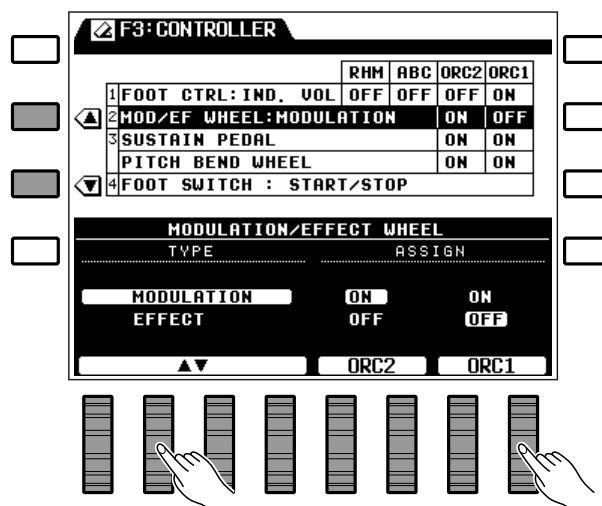 F3:CONTROLLER
RHM ABC ORC2 ORC1
1 FOOT CTRL:IND. VOL OFF OFF OFF ON
▲ 2 MOD/EF WHEEL:MODULATION ON OFF
3 SUSTAIN PEDAL ON ON
PITCH BEND WHEEL ON ON
▼ 4 FOOT SWITCH : START/STOP
MODULATION/EFFECT WHEEL
TYPE ASSIGN
MODULATION ON ON
EFFECT OFF OFF
▲▼ ORC2 ORC1